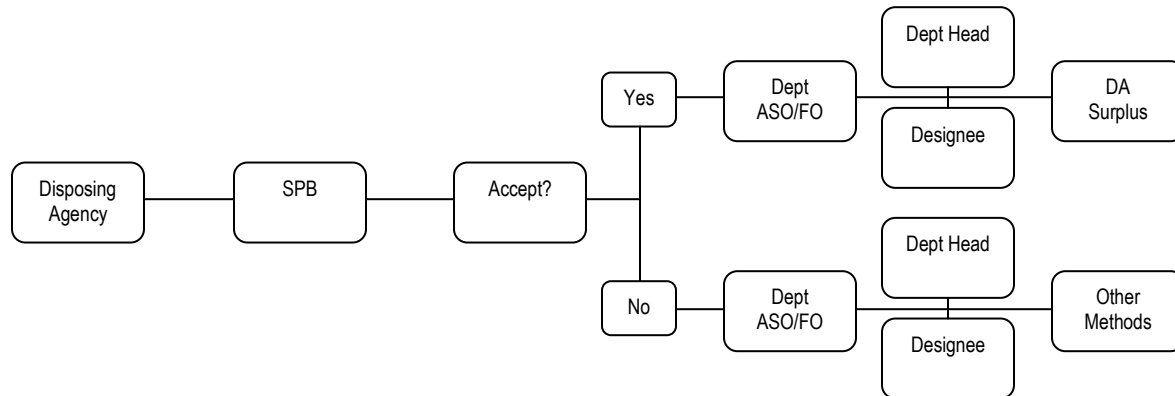 Dept Head
Yes
Dept
ASO/FO
DA
Surplus
Designee
Disposing
Agency
SPB
Accept?
Dept Head
No
Dept
ASO/FO
Other
Methods
Designee